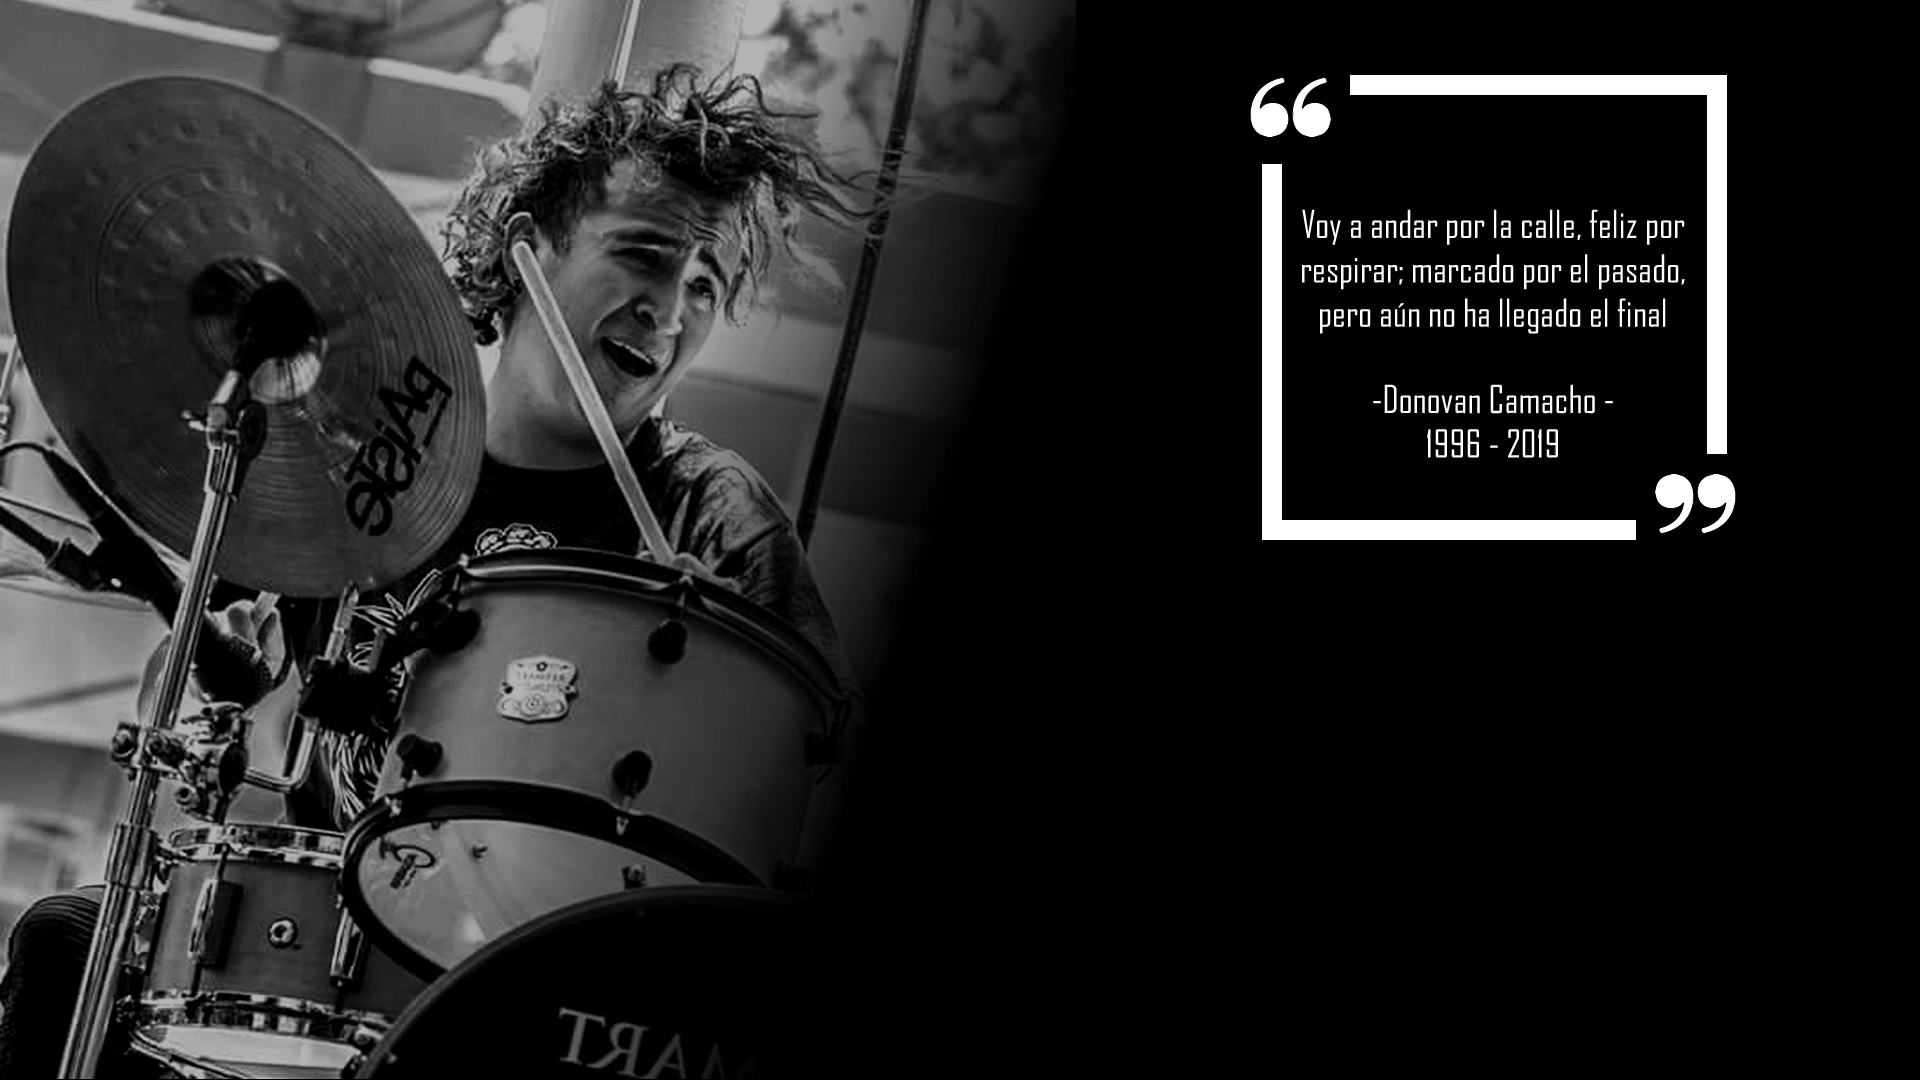 Voy a andar por la calle, feliz por
respirar; marcado por el pasado,
pero aún no ha llegado el final
-Donovan Camacho -
1996 - 2019
PAiSTe
MART